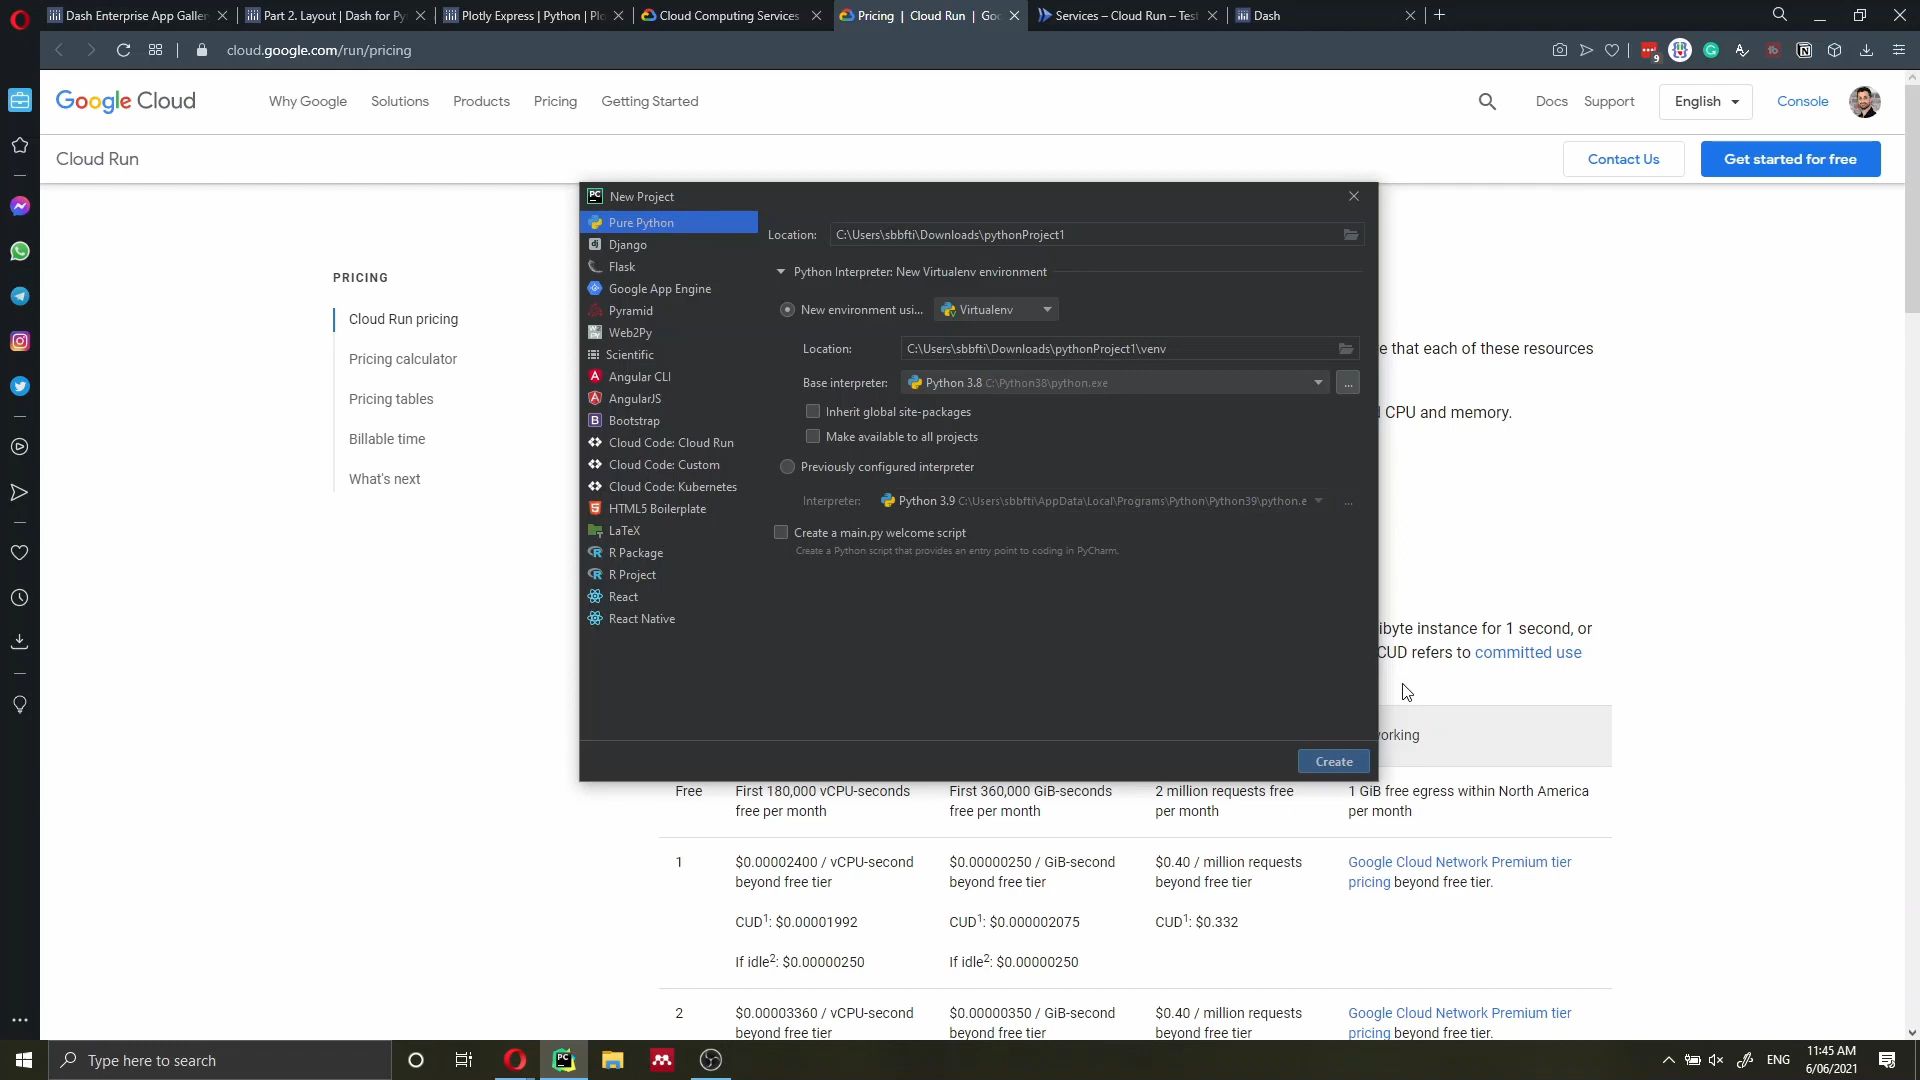 Dash Enterprise App Galler
Part 2. Layout | Dash for Py
Plotly Express | Python | Plo
Cloud Computing Services
Pricing | Cloud Run | Goo
Services – Cloud Run – Test
Dash
cloud.google.com/run/pricing
9
Google Cloud
Why Google
Solutions
Products
Pricing
Getting Started
Docs
Support
English
Console
Cloud Run
Contact Us
Get started for free
PRICING
Cloud Run pricing
Pricing calculator
Pricing tables
Billable time
What's next
New Project
Pure Python
Django
Flask
Google App Engine
Pyramid
Web2Py
Scientific
Angular CLI
AngularJS
Bootstrap
Cloud Code: Cloud Run
Cloud Code: Custom
Cloud Code: Kubernetes
HTML5 Boilerplate
LaTeX
R Package
R Project
React
React Native
Location: C:\Users\sbbfti\Downloads\pythonProject1
Python Interpreter: New Virtualenv environment
New environment usi... Virtualenv
Location: C:\Users\sbbfti\Downloads\pythonProject1\venv
Base interpreter: Python 3.8 C:\Python38\python.exe ...
Inherit global site-packages
Make available to all projects
Previously configured interpreter
Interpreter: Python 3.9 C:\Users\sbbfti\AppData\Local\Programs\Python\Python39\python.e ...
Create a main.py welcome script
Create a Python script that provides an entry point to coding in PyCharm.
Create
e that each of these resources
CPU and memory.
ibyte instance for 1 second, or
CUD refers to committed use
orking
Free
First 180,000 vCPU-seconds
free per month
First 360,000 GiB-seconds
free per month
2 million requests free
per month
1 GiB free egress within North America
per month
1
$0.00002400 / vCPU-second
beyond free tier
CUD1: $0.00001992
If idle2: $0.00000250
$0.00000250 / GiB-second
beyond free tier
CUD1: $0.000002075
If idle2: $0.00000250
$0.40 / million requests
beyond free tier
CUD1: $0.332
Google Cloud Network Premium tier
pricing beyond free tier.
2
$0.00003360 / vCPU-second
beyond free tier
$0.00000350 / GiB-second
beyond free tier
$0.40 / million requests
beyond free tier
Google Cloud Network Premium tier
pricing beyond free tier.
Type here to search
ENG
11:45 AM
6/06/2021